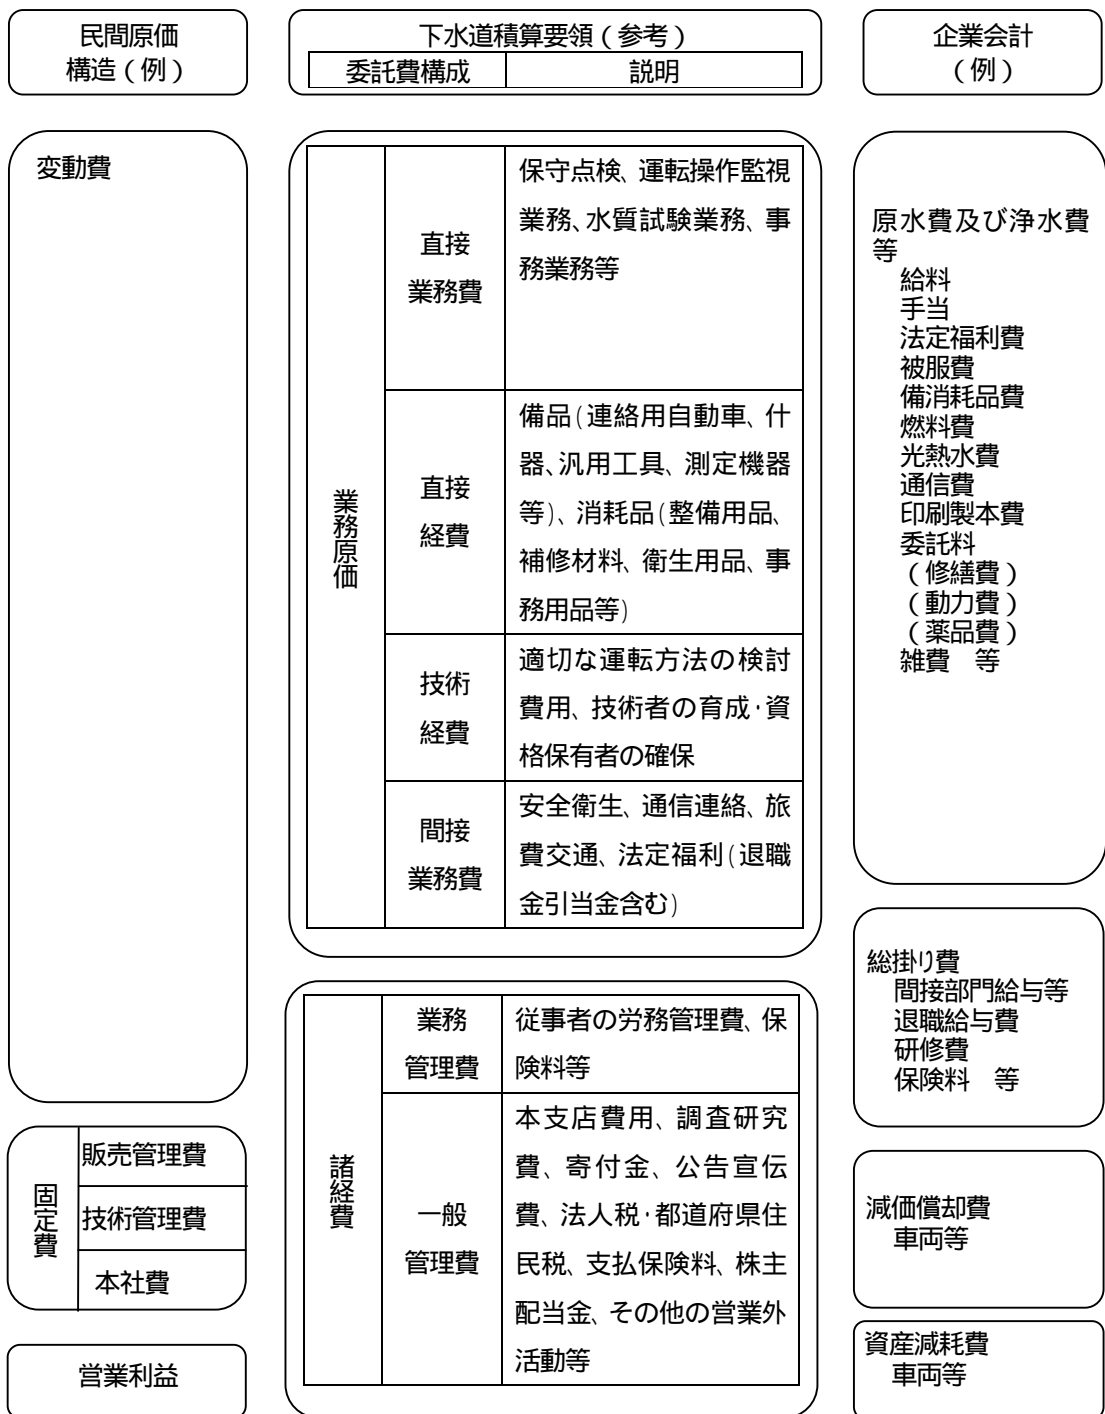 民間原価
構造（例）
下水道積算要領（参考）
委託費構成
説明
企業会計
（例）
変動費
固定費
販売管理費
技術管理費
本社費
営業利益
業務原価
直接
業務費
保守点検、運転操作監視
業務、水質試験業務、事
務業務等
直接
経費
備品(連絡用自動車、什
器、汎用工具、測定機器
等)、消耗品(整備用品、
補修材料、衛生用品、事
務用品等)
技術
経費
適切な運転方法の検討
費用、技術者の育成･資
格保有者の確保
間接
業務費
安全衛生、通信連絡、旅
費交通、法定福利(退職
金引当金含む)
諸経費
業務
管理費
従事者の労務管理費、保
険料等
一般
管理費
本支店費用、調査研究
費、寄付金、公告宣伝
費、法人税･都道府県住
民税、支払保険料、株主
配当金、その他の営業外
活動等
原水費及び浄水費
等
給料
手当
法定福利費
被服費
備消耗品費
燃料費
光熱水費
通信費
印刷製本費
委託料
（修繕費）
（動力費）
（薬品費）
雑費　等
総掛り費
間接部門給与等
退職給与費
研修費
保険料　等
減価償却費
車両等
資産減耗費
車両等